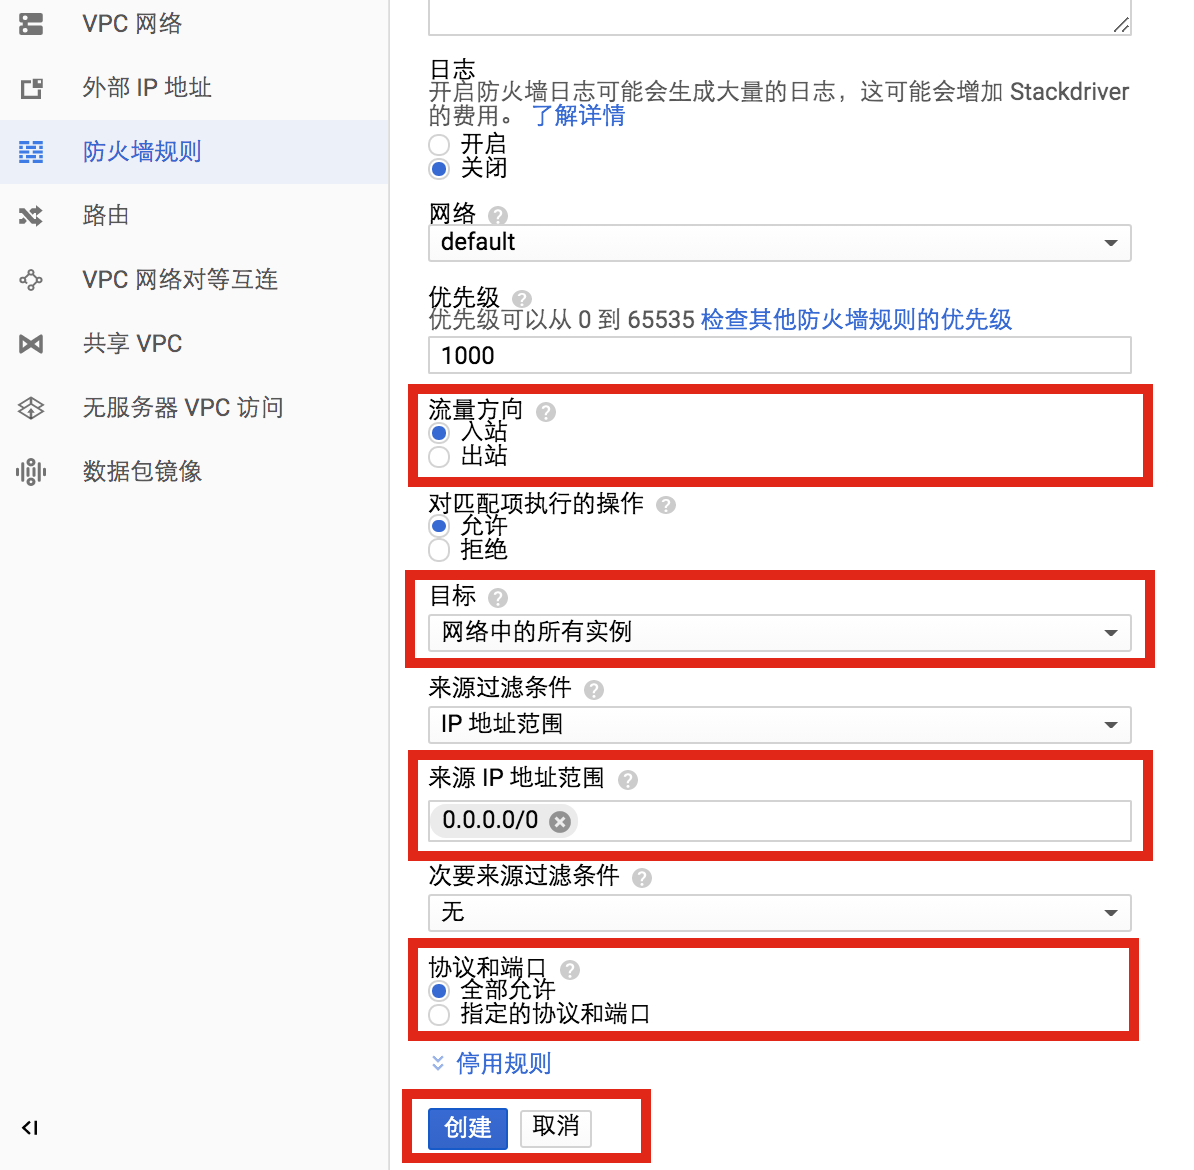 VPC 网络
外部 IP 地址
防火墙规则
路由
VPC 网络对等互连
共享 VPC
无服务器 VPC 访问
数据包镜像
日志
开启防火墙日志可能会生成大量的日志，这可能会增加 Stackdriver
的费用。 了解详情
开启
关闭
网络
default
优先级
优先级可以从 0 到 65535 检查其他防火墙规则的优先级
1000
流量方向
入站
出站
对匹配项执行的操作
允许
拒绝
目标
网络中的所有实例
来源过滤条件
IP 地址范围
来源 IP 地址范围
0.0.0.0/0
次要来源过滤条件
无
协议和端口
全部允许
指定的协议和端口
停用规则
创建 取消